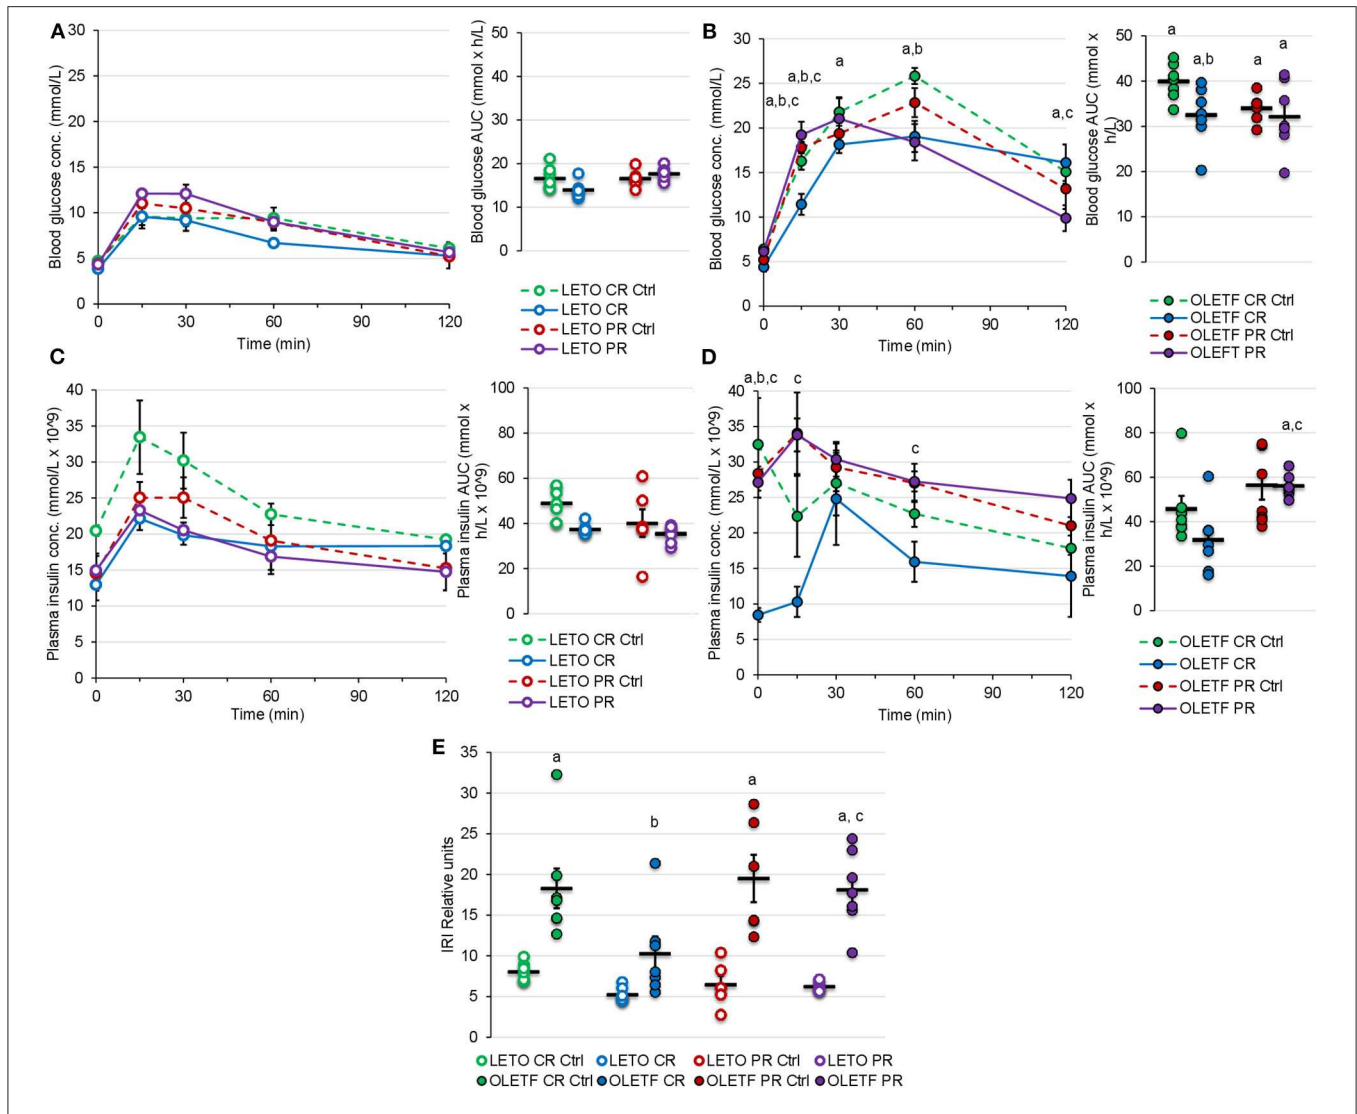 A
Blood glucose conc. (mmol/L)
30
25
20
15
10
5
0
0
30
60
120
Time (min)
Blood glucose AUC (mmol x h/L)
50
40
30
20
10
0
LETO CR Ctrl
LETO CR
LETO PR Ctrl
LETO PR
B
Blood glucose conc. (mmol/L)
30
25
20
15
10
5
0
a,b,c
a,b,c
a
a,b
a,c
0
30
60
90
120
Time (min)
Blood glucose AUC (mmol x
h/L)
50
40
30
20
10
0
a
a,b
a
a
OLETF CR Ctrl
OLETF CR
OLETF PR Ctrl
OLEFT PR
C
Plasma insulin conc. (mmol/L x 10^9)
40
35
30
25
20
15
10
5
0
0
30
60
90
120
Time (min)
Plasma insulin AUC (mmol x
h/L x 10^9)
100
80
60
40
20
0
LETO CR Ctrl
LETO CR
LETO PR Ctrl
LETO PR
D
Plasma insulin conc. (mmol/L x 10^9)
40
35
30
25
20
15
10
5
0
a,b,c
c
c
0
30
60
90
120
Time (min)
Plasma insulin AUC (mmol x
h/L x 10^9)
100
80
60
40
20
0
a,c
OLETF CR Ctrl
OLETF CR
OLETF PR Ctrl
OLETF PR
E
IRI Relative units
35
30
25
20
15
10
5
0
a
b
a
a, c
LETO CR Ctrl LETO CR LETO PR Ctrl LETO PR
OLETF CR Ctrl OLETF CR OLETF PR Ctrl OLETF PR